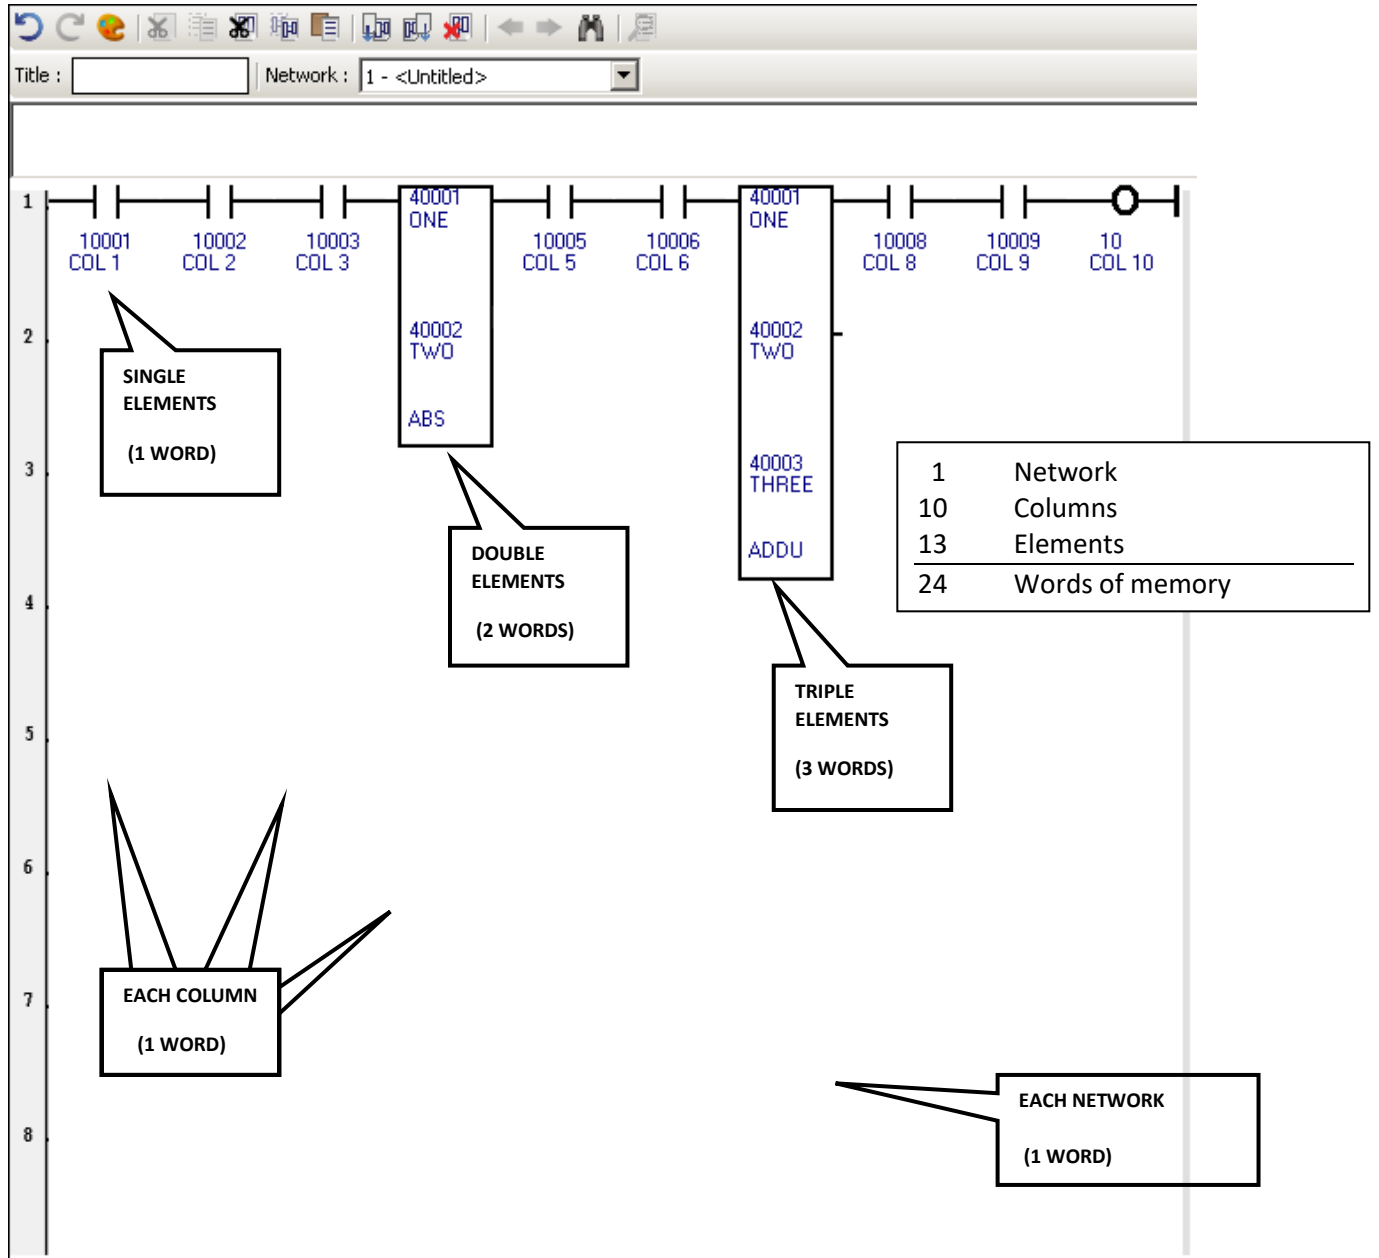 Title :
Network : 1 - <Untitled>
1
10001
COL 1
10002
COL 2
10003
COL 3
40001
ONE
10005
COL 5
10006
COL 6
40001
ONE
10008
COL 8
10009
COL 9
10
COL 10
2
40002
TWO
40002
TWO
SINGLE
ELEMENTS
(1 WORD)
ABS
3
40003
THREE
ADDU
1 Network
10 Columns
13 Elements
24 Words of memory
DOUBLE
ELEMENTS
(2 WORDS)
4
TRIPLE
ELEMENTS
(3 WORDS)
5
6
7
EACH COLUMN
(1 WORD)
EACH NETWORK
(1 WORD)
8